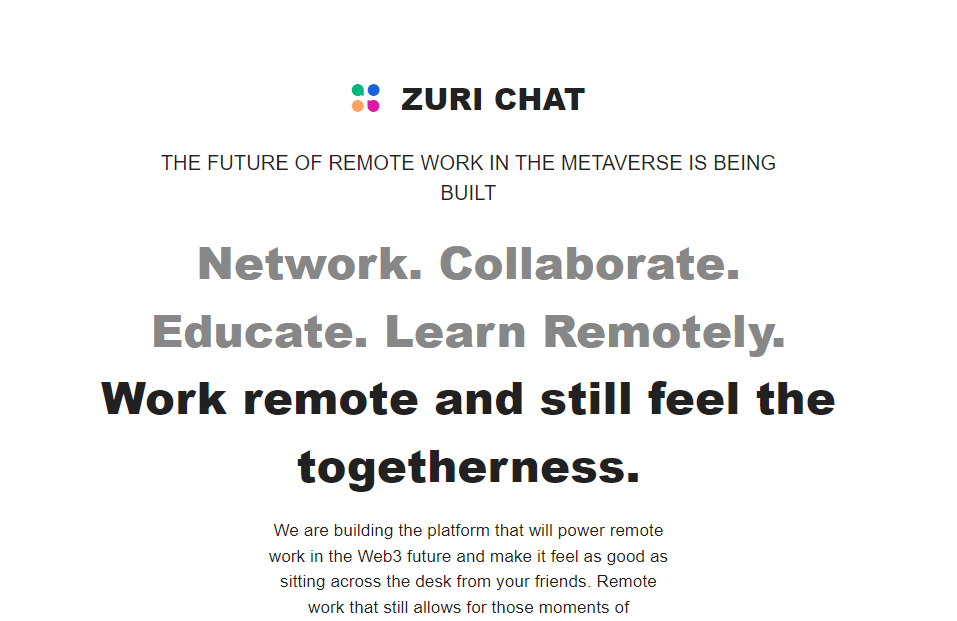 ZURI CHAT
THE FUTURE OF REMOTE WORK IN THE METAVERSE IS BEING
BUILT
Network. Collaborate.
Educate. Learn Remotely.
Work remote and still feel the
togetherness.
We are building the platform that will power remote
work in the Web3 future and make it feel as good as
sitting across the desk from your friends. Remote
work that still allows for those moments of